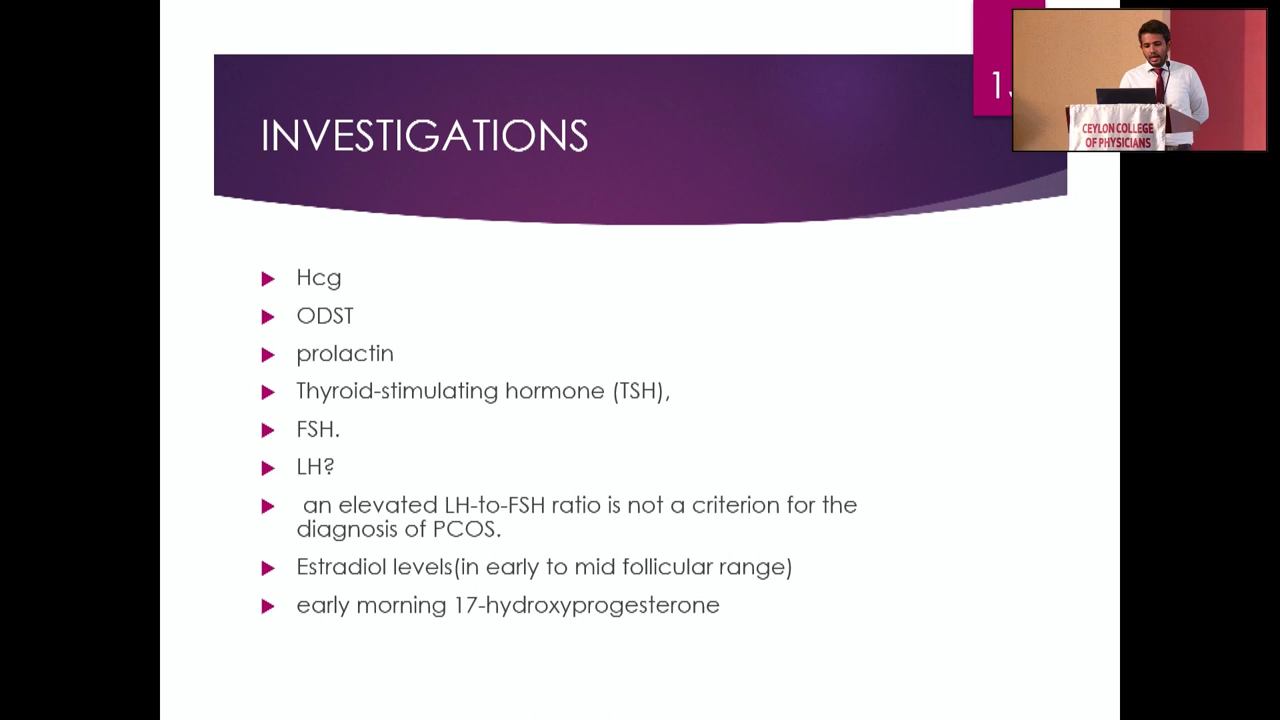 INVESTIGATIONS
CEYLON COLLEGE
OF PHYSICIANS
Hcg
ODST
prolactin
Thyroid-stimulating hormone (TSH),
FSH.
LH?
an elevated LH-to-FSH ratio is not a criterion for the
diagnosis of PCOS.
Estradiol levels(in early to mid follicular range)
early morning 17-hydroxyprogesterone